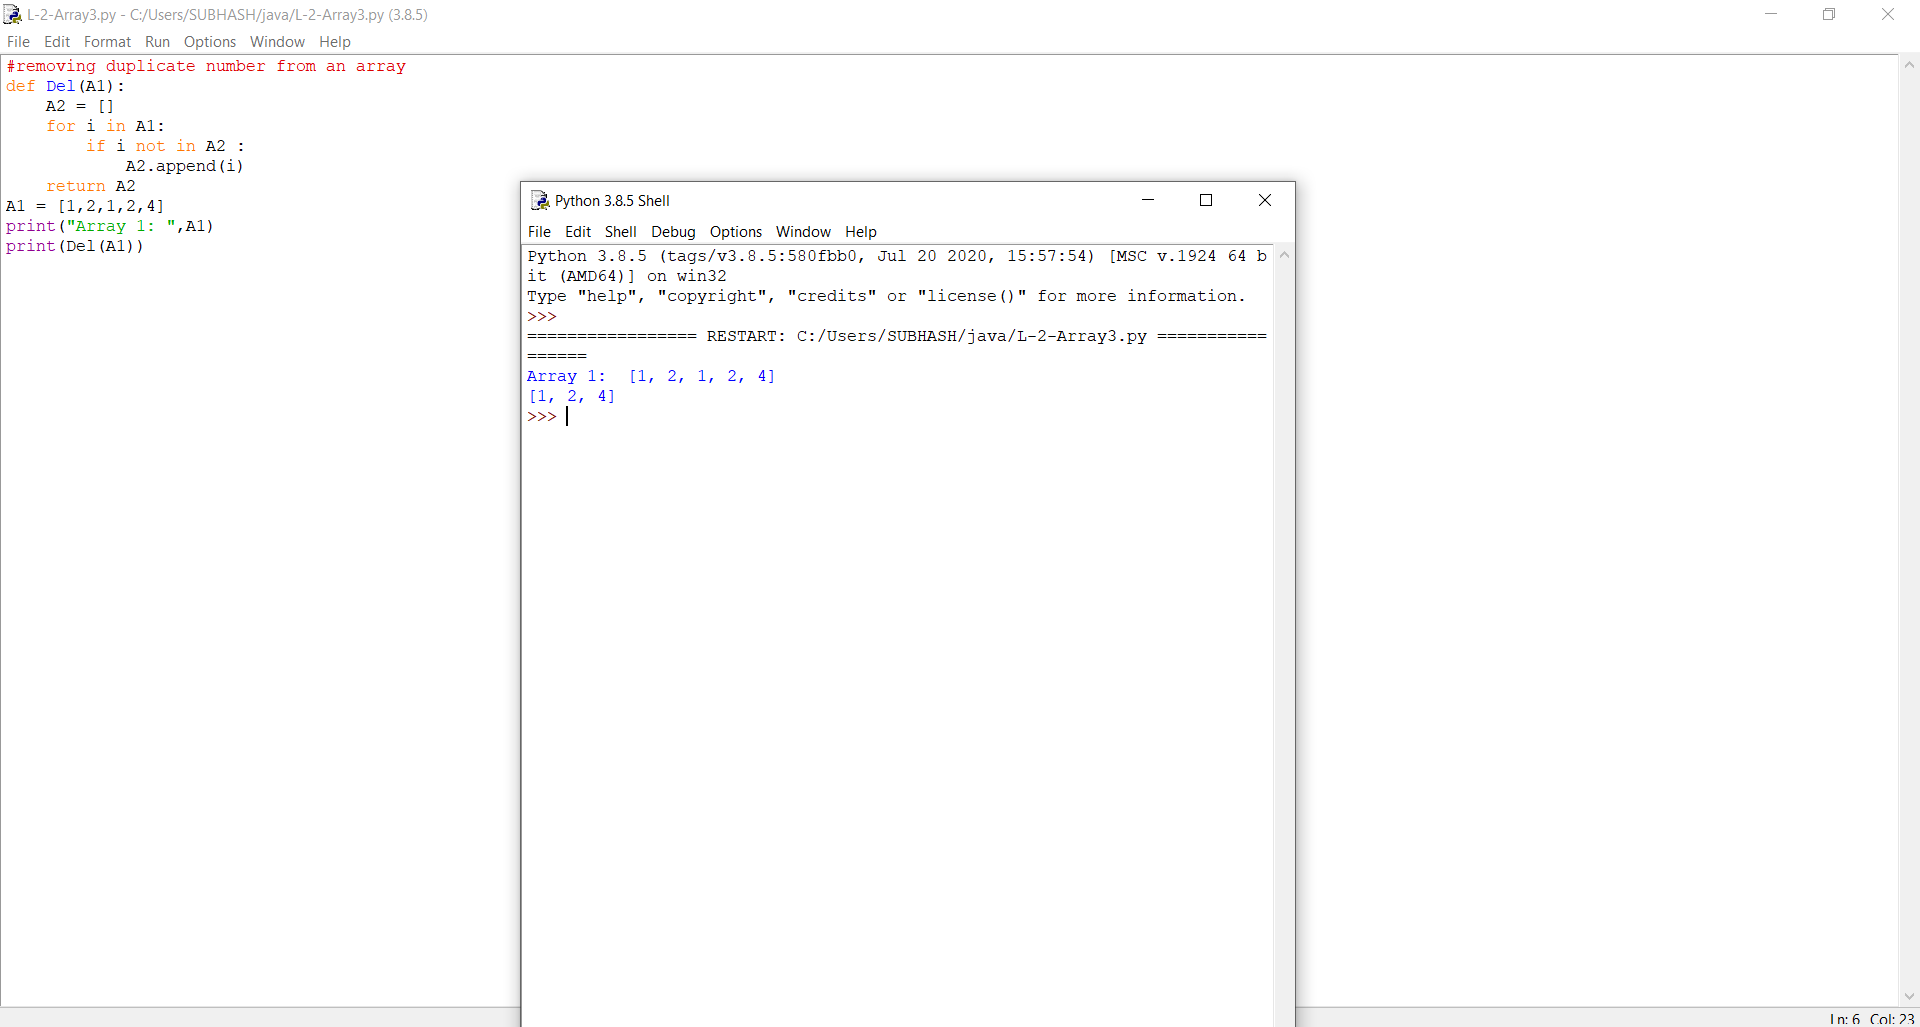 L-2-Array3.py - C:/Users/SUBHASH/java/L-2-Array3.py (3.8.5)
File Edit Format Run Options Window Help
#removing duplicate number from an array
def Del(A1):
    A2 = []
    for i in A1:
        if i not in A2 :
            A2.append(i)
    return A2
A1 = [1,2,1,2,4]
print("Array 1: ",A1)
print(Del(A1))
Python 3.8.5 Shell
File Edit Shell Debug Options Window Help
Python 3.8.5 (tags/v3.8.5:580fbb0, Jul 20 2020, 15:57:54) [MSC v.1924 64 b
it (AMD64)] on win32
Type "help", "copyright", "credits" or "license()" for more information.
>>>
================= RESTART: C:/Users/SUBHASH/java/L-2-Array3.py ===========
======
Array 1:  [1, 2, 1, 2, 4]
[1, 2, 4]
>>>
Ln: 6 Col: 23